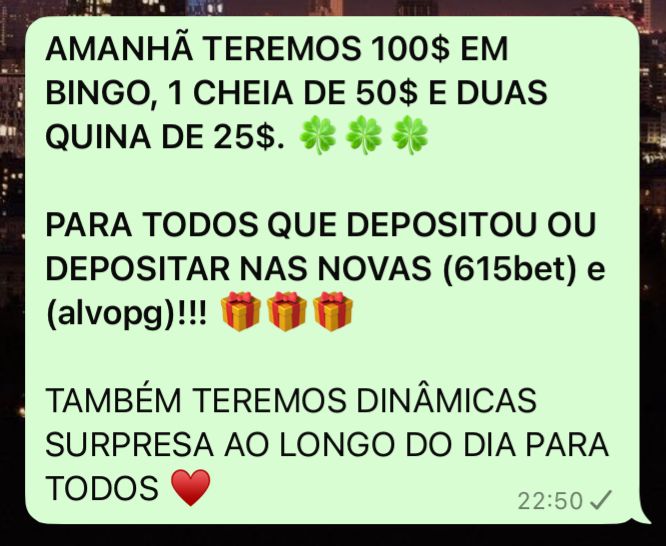 AMANHÃ TEREMOS 100$ EM
BINGO, 1 CHEIA DE 50$ E DUAS
QUINA DE 25$. 🍀🍀🍀
PARA TODOS QUE DEPOSITOU OU
DEPOSITAR NAS NOVAS (615bet) e
(alvopg)!!! 🎁🎁🎁
TAMBÉM TEREMOS DINÂMICAS
SURPRESA AO LONGO DO DIA PARA
TODOS ♥️
22:50